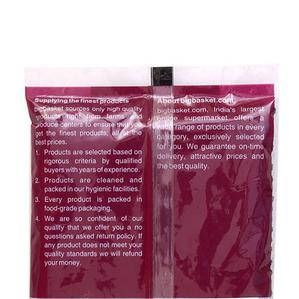 Supplying the finest products
bigbasket sources only high quality
products right from farms and
produce centers to ensure that you
get the finest products, at the
best prices.
1. Products are selected based on
rigorous criteria by qualified
buyers with years of experience.
2. Products are cleaned and
packed in our hygienic facilities.
3. Every product is packed in
food-grade packaging.
4. We are so confident of our
quality that we offer you a no
questions asked return policy. If
any product does not meet your
quality standards we will refund
your money.
About bigbasket.com
bigbasket.com, India's largest
online supermarket offers a
wide range of products in every
category, exclusively selected
for you. We guarantee on-time
delivery, attractive prices and
the best quality.